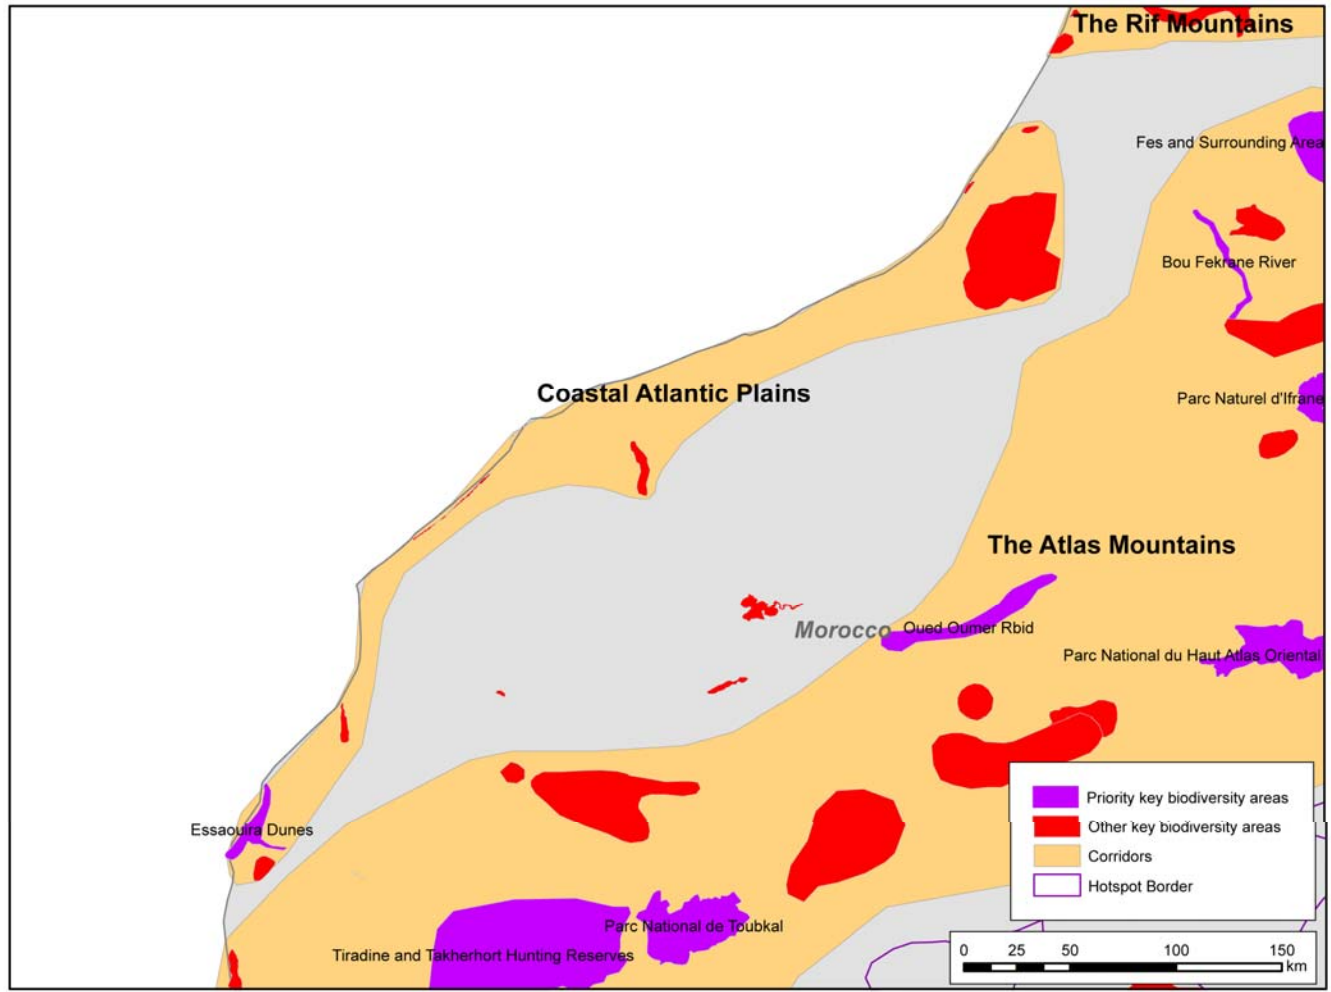 The Rif Mountains
Fes and Surrounding Area
Bou Fekrane River
Coastal Atlantic Plains
Parc Naturel d'Ifrane
The Atlas Mountains
Morocco
Oued Oumer Rbid
Parc National du Haut Atlas Oriental
Priority key biodiversity areas
Essaouira Dunes
Other key biodiversity areas
Corridors
Hotspot Border
Parc National de Toubkal
Tiradine and Takherhort Hunting Reserves
0 25 50 100 150
km